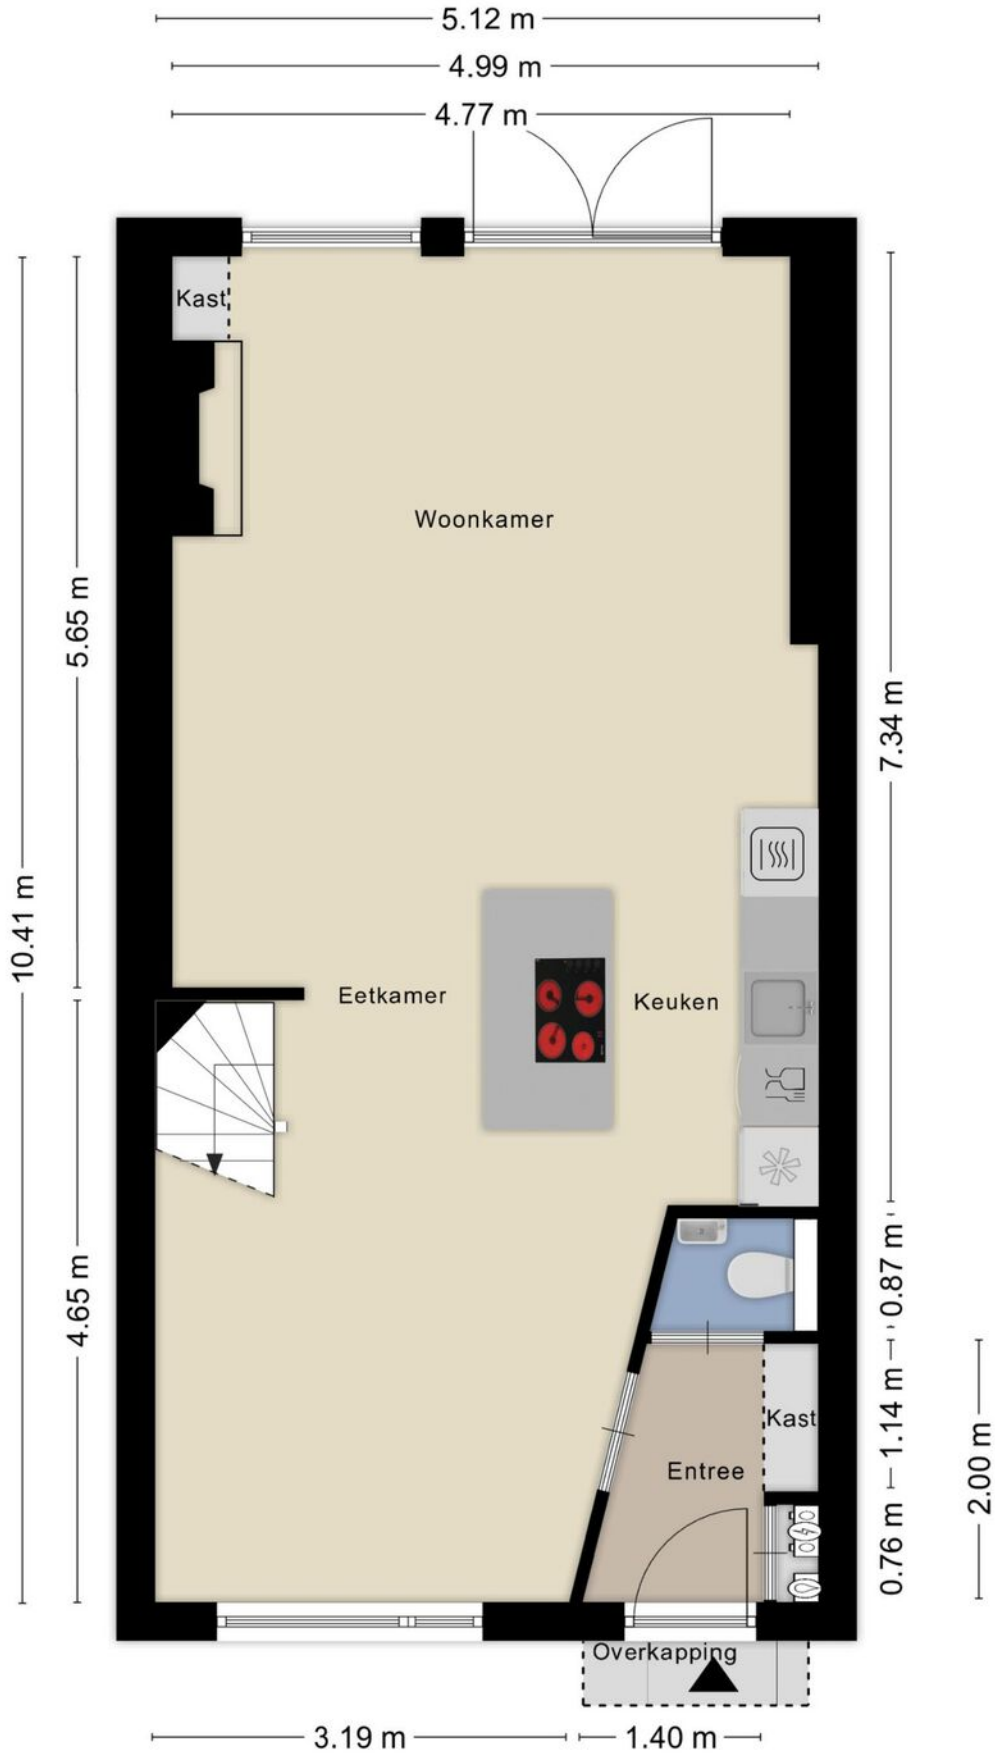 5.12 m
4.99 m
4.77 m
Kast
Woonkamer
5.65 m
7.34 m
10.41 m
Eetkamer
Keuken
0.87 m
4.65 m
1.14 m
Kast
Entree
2.00 m
0.76 m
Overkapping
3.19 m
1.40 m